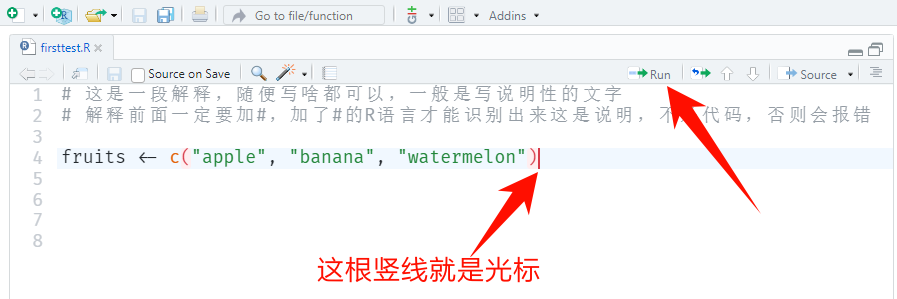 Go to file/function
Addins
firsttest.R
Source on Save
Run
Source
1 # 这是一段解释，随便写啥都可以，一般是写说明性的文字
2 # 解释前面一定要加#，加了#的R语言才能识别出来这是说明，不 代码，否则会报错
3
4 fruits <- c("apple", "banana", "watermelon")
5
6
7
8
这根竖线就是光标